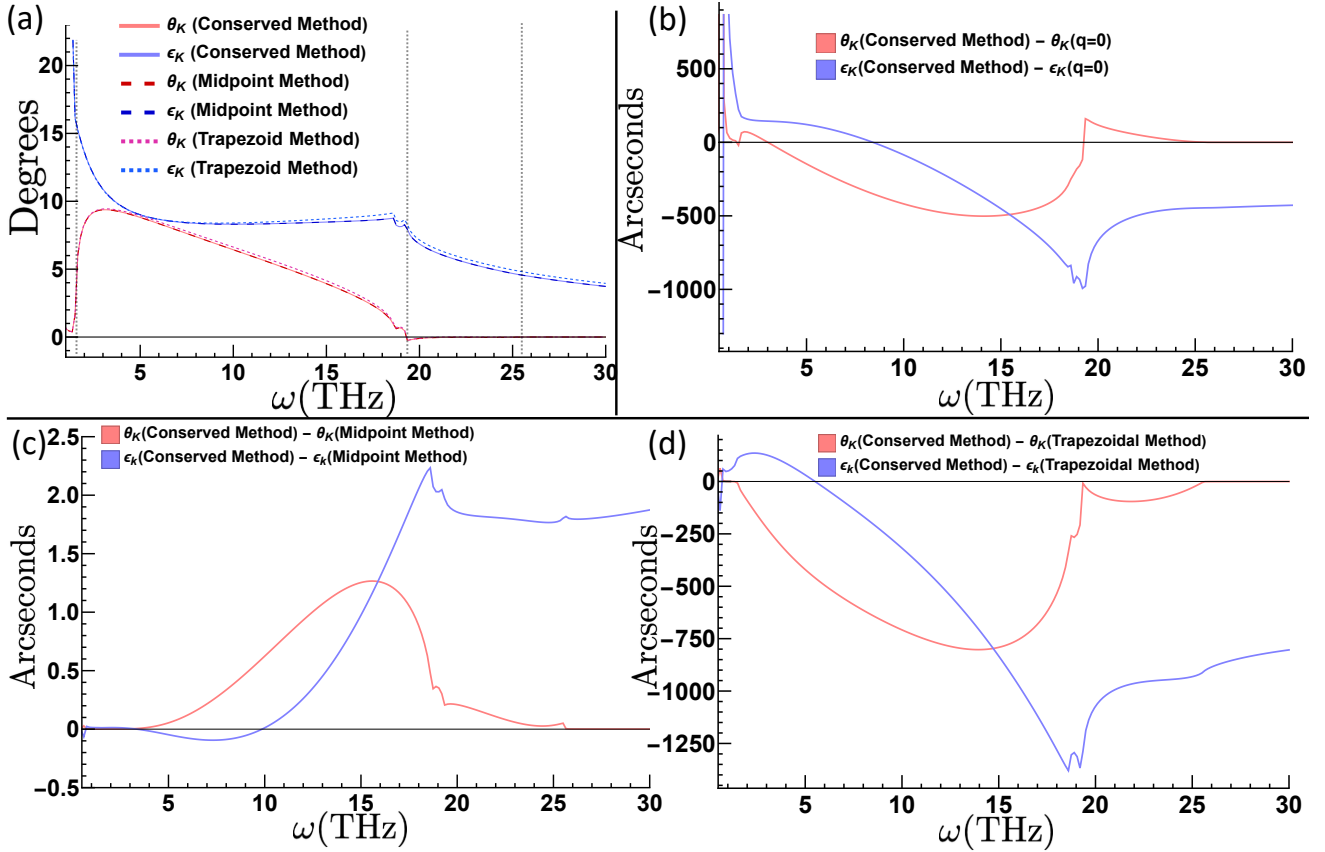 (a)
θK (Conserved Method)
ϵK (Conserved Method)
θK (Midpoint Method)
ϵK (Midpoint Method)
θK (Trapezoid Method)
ϵK (Trapezoid Method)
Degrees
20
15
10
5
0
5 10 15 20 25 30
ω(THz)
(b)
θK(Conserved Method) − θK(q=0)
ϵK(Conserved Method) − ϵK(q=0)
Arcseconds
500
0
−500
−1000
5 10 15 20 25 30
ω(THz)
(c)
θK(Conserved Method) − θK(Midpoint Method)
ϵk(Conserved Method) − ϵk(Midpoint Method)
Arcseconds
2.5
2.0
1.5
1.0
0.5
0
−0.5
5 10 15 20 25 30
ω(THz)
(d)
θK(Conserved Method) − θK(Trapezoidal Method)
ϵk(Conserved Method) − ϵk(Trapezoidal Method)
Arcseconds
0
−250
−500
−750
−1000
−1250
5 10 15 20 25 30
ω(THz)